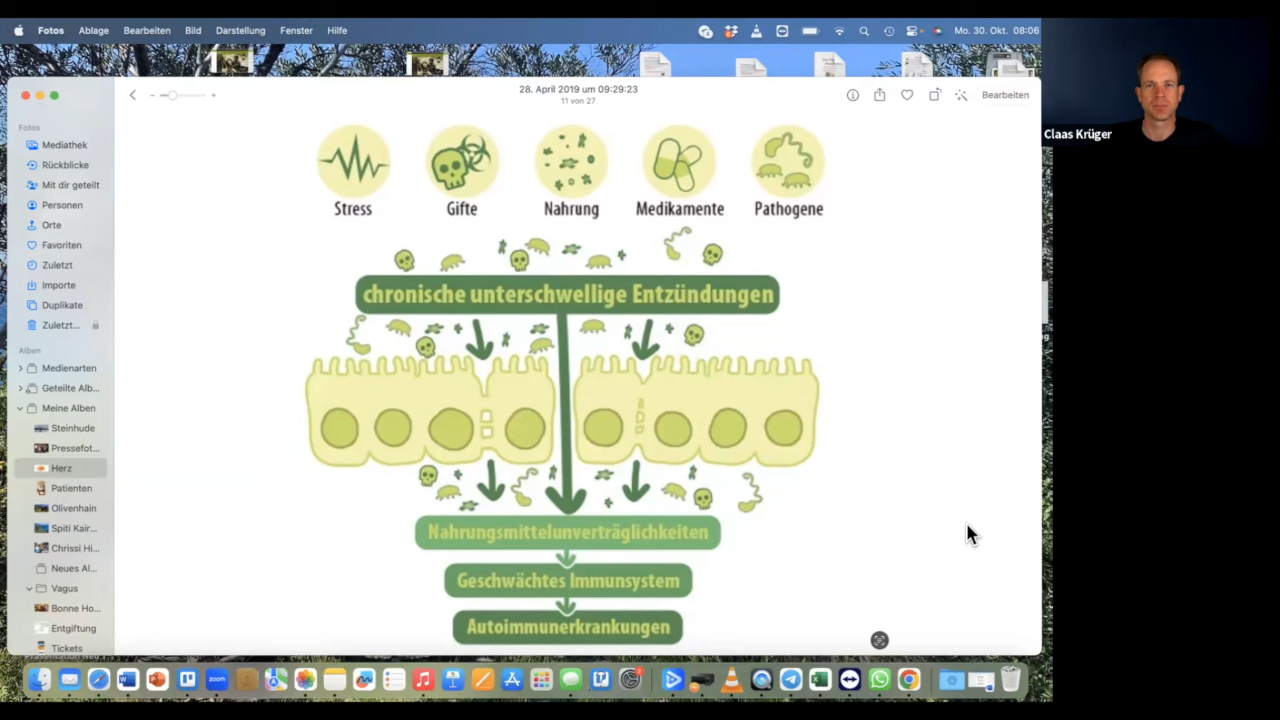 Fotos Ablage Bearbeiten Bild Darstellung Fenster Hilfe
Mo. 30. Okt. 08:06
28. April 2019 um 09:29:23
11 von 27
Bearbeiten
Claas Krüger
Fotos
Mediathek
Rückblicke
Mit dir geteilt
Personen
Orte
Favoriten
Zuletzt
Importe
Duplikate
Zuletzt...
Alben
Medienarten
Geteilte Alb...
Meine Alben
Steinhude
Pressefot...
Herz
Patienten
Olivenhain
Spiti Kair...
Chrissi Hi...
Neues Al...
Vagus
Bonne Ho...
Entgiftung
Tickets
Stress Gifte Nahrung Medikamente Pathogene
chronische unterschwellige Entzündungen
Nahrungsmittelunverträglichkeiten
Geschwächtes Immunsystem
Autoimmunerkrankungen
zoom